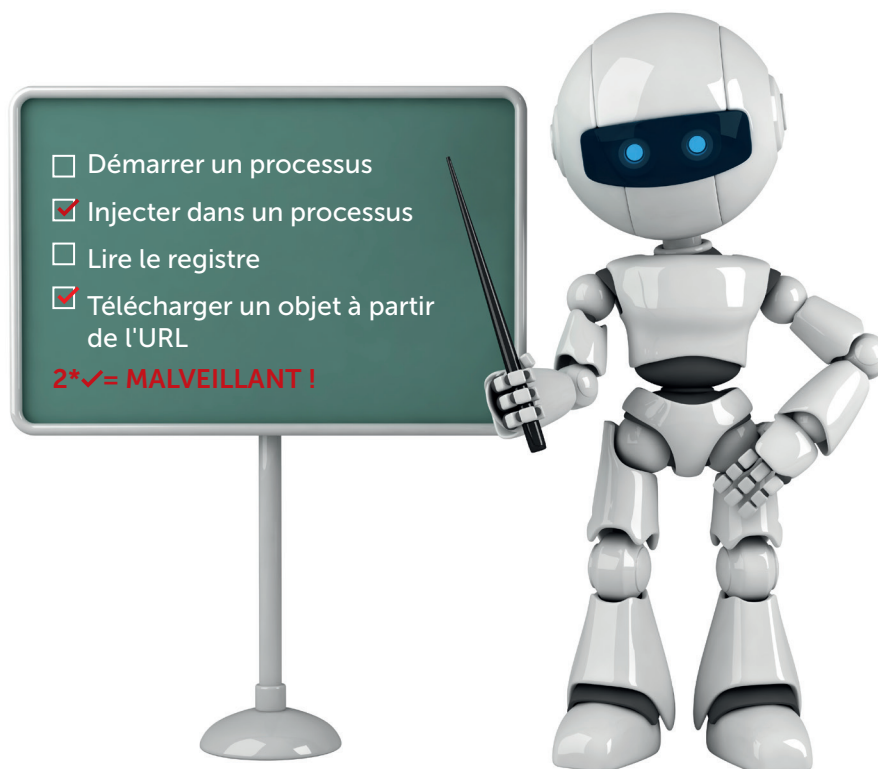 Démarrer un processus
Injecter dans un processus
Lire le registre
Télécharger un objet à partir
de l'URL
2*✓= MALVEILLANT !